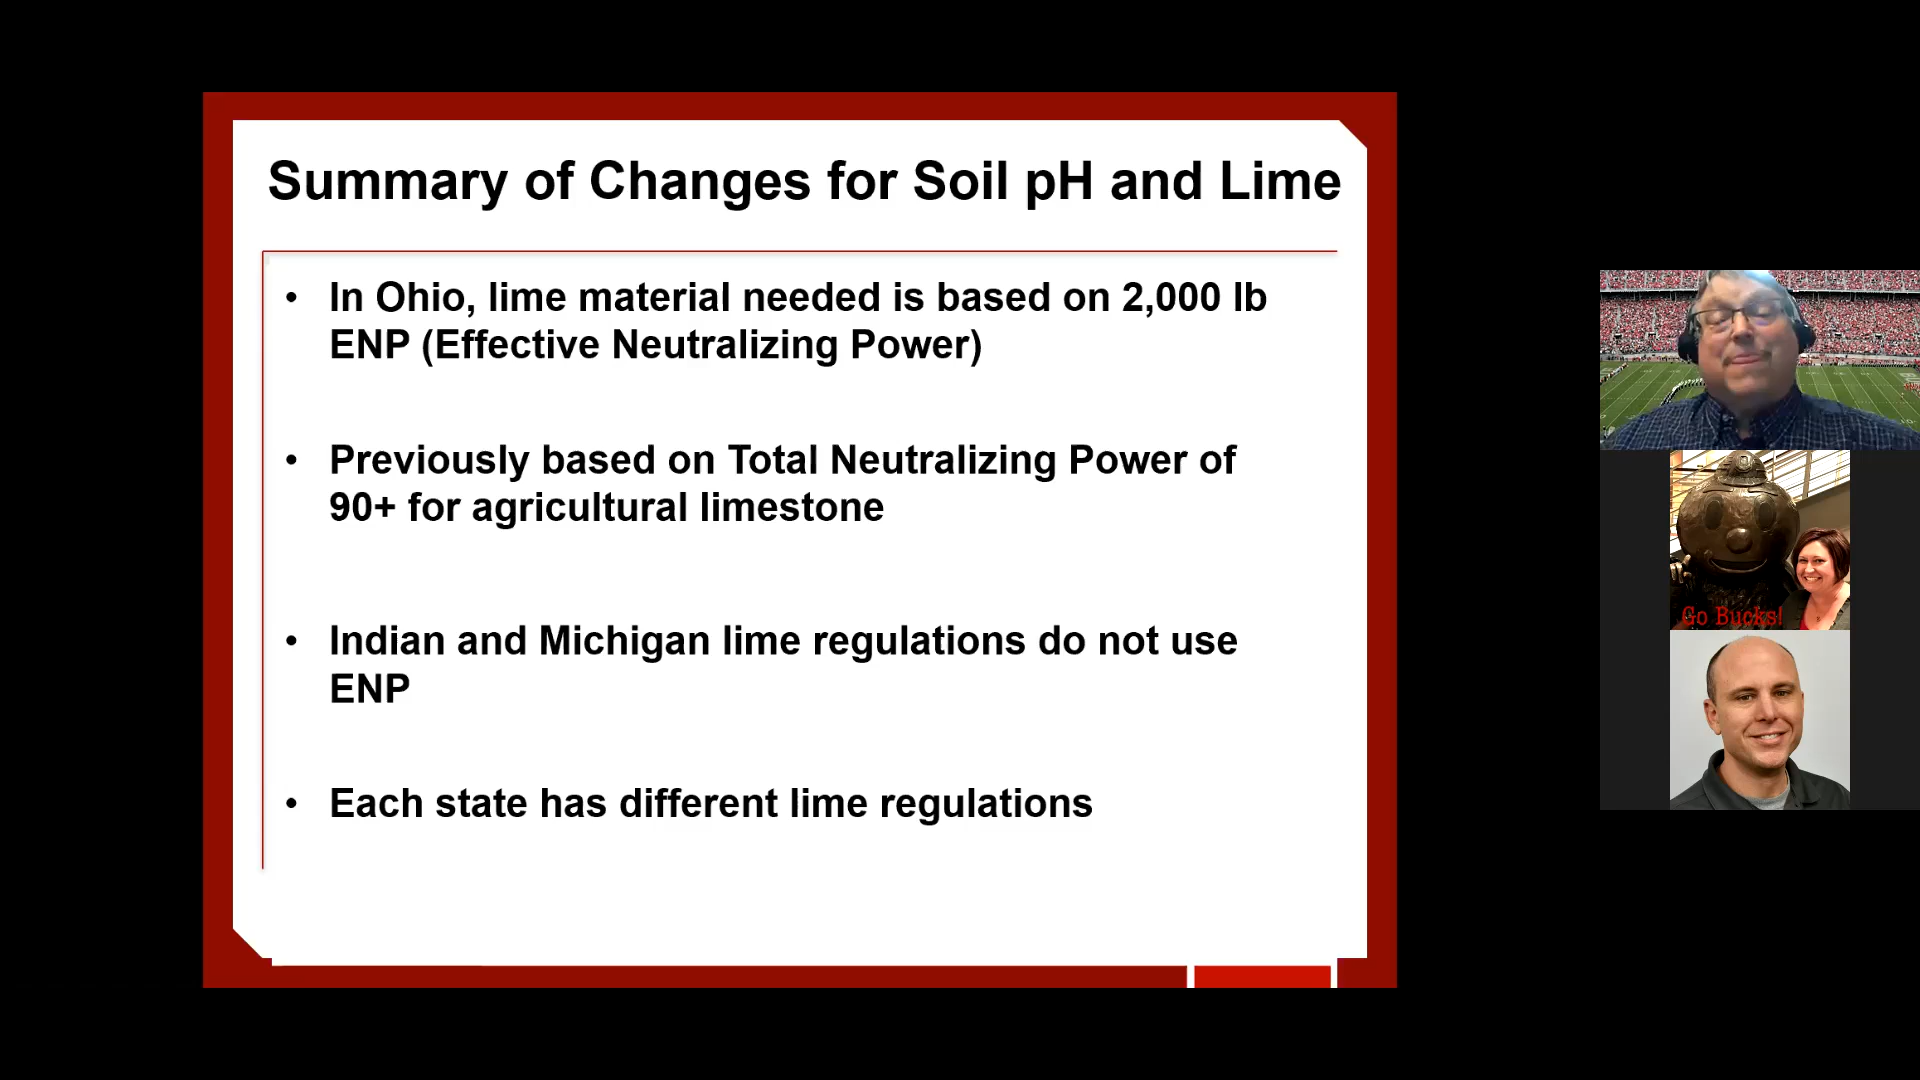 Summary of Changes for Soil pH and Lime
• In Ohio, lime material needed is based on 2,000 lb
ENP (Effective Neutralizing Power)
• Previously based on Total Neutralizing Power of
90+ for agricultural limestone
• Indian and Michigan lime regulations do not use
ENP
• Each state has different lime regulations
Go Bucks!